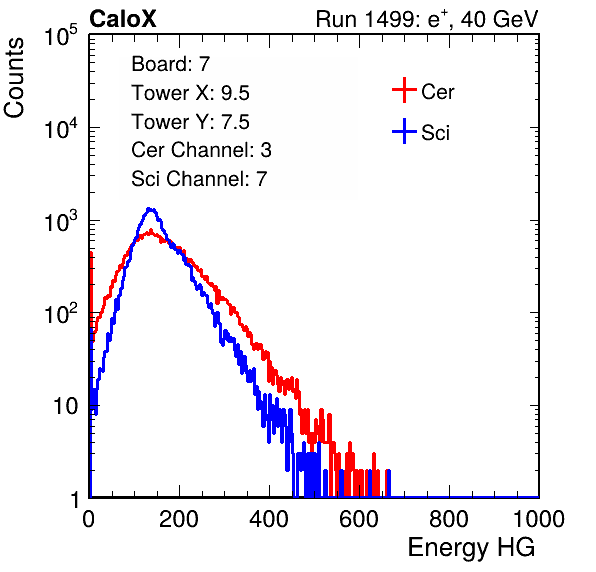 CaloX Run 1499: e⁺, 40 GeV
Counts
10⁵
10⁴
10³
10²
10
1
Board: 7
Tower X: 9.5
Tower Y: 7.5
Cer Channel: 3
Sci Channel: 7
Cer
Sci
0 200 400 600 800 1000
Energy HG